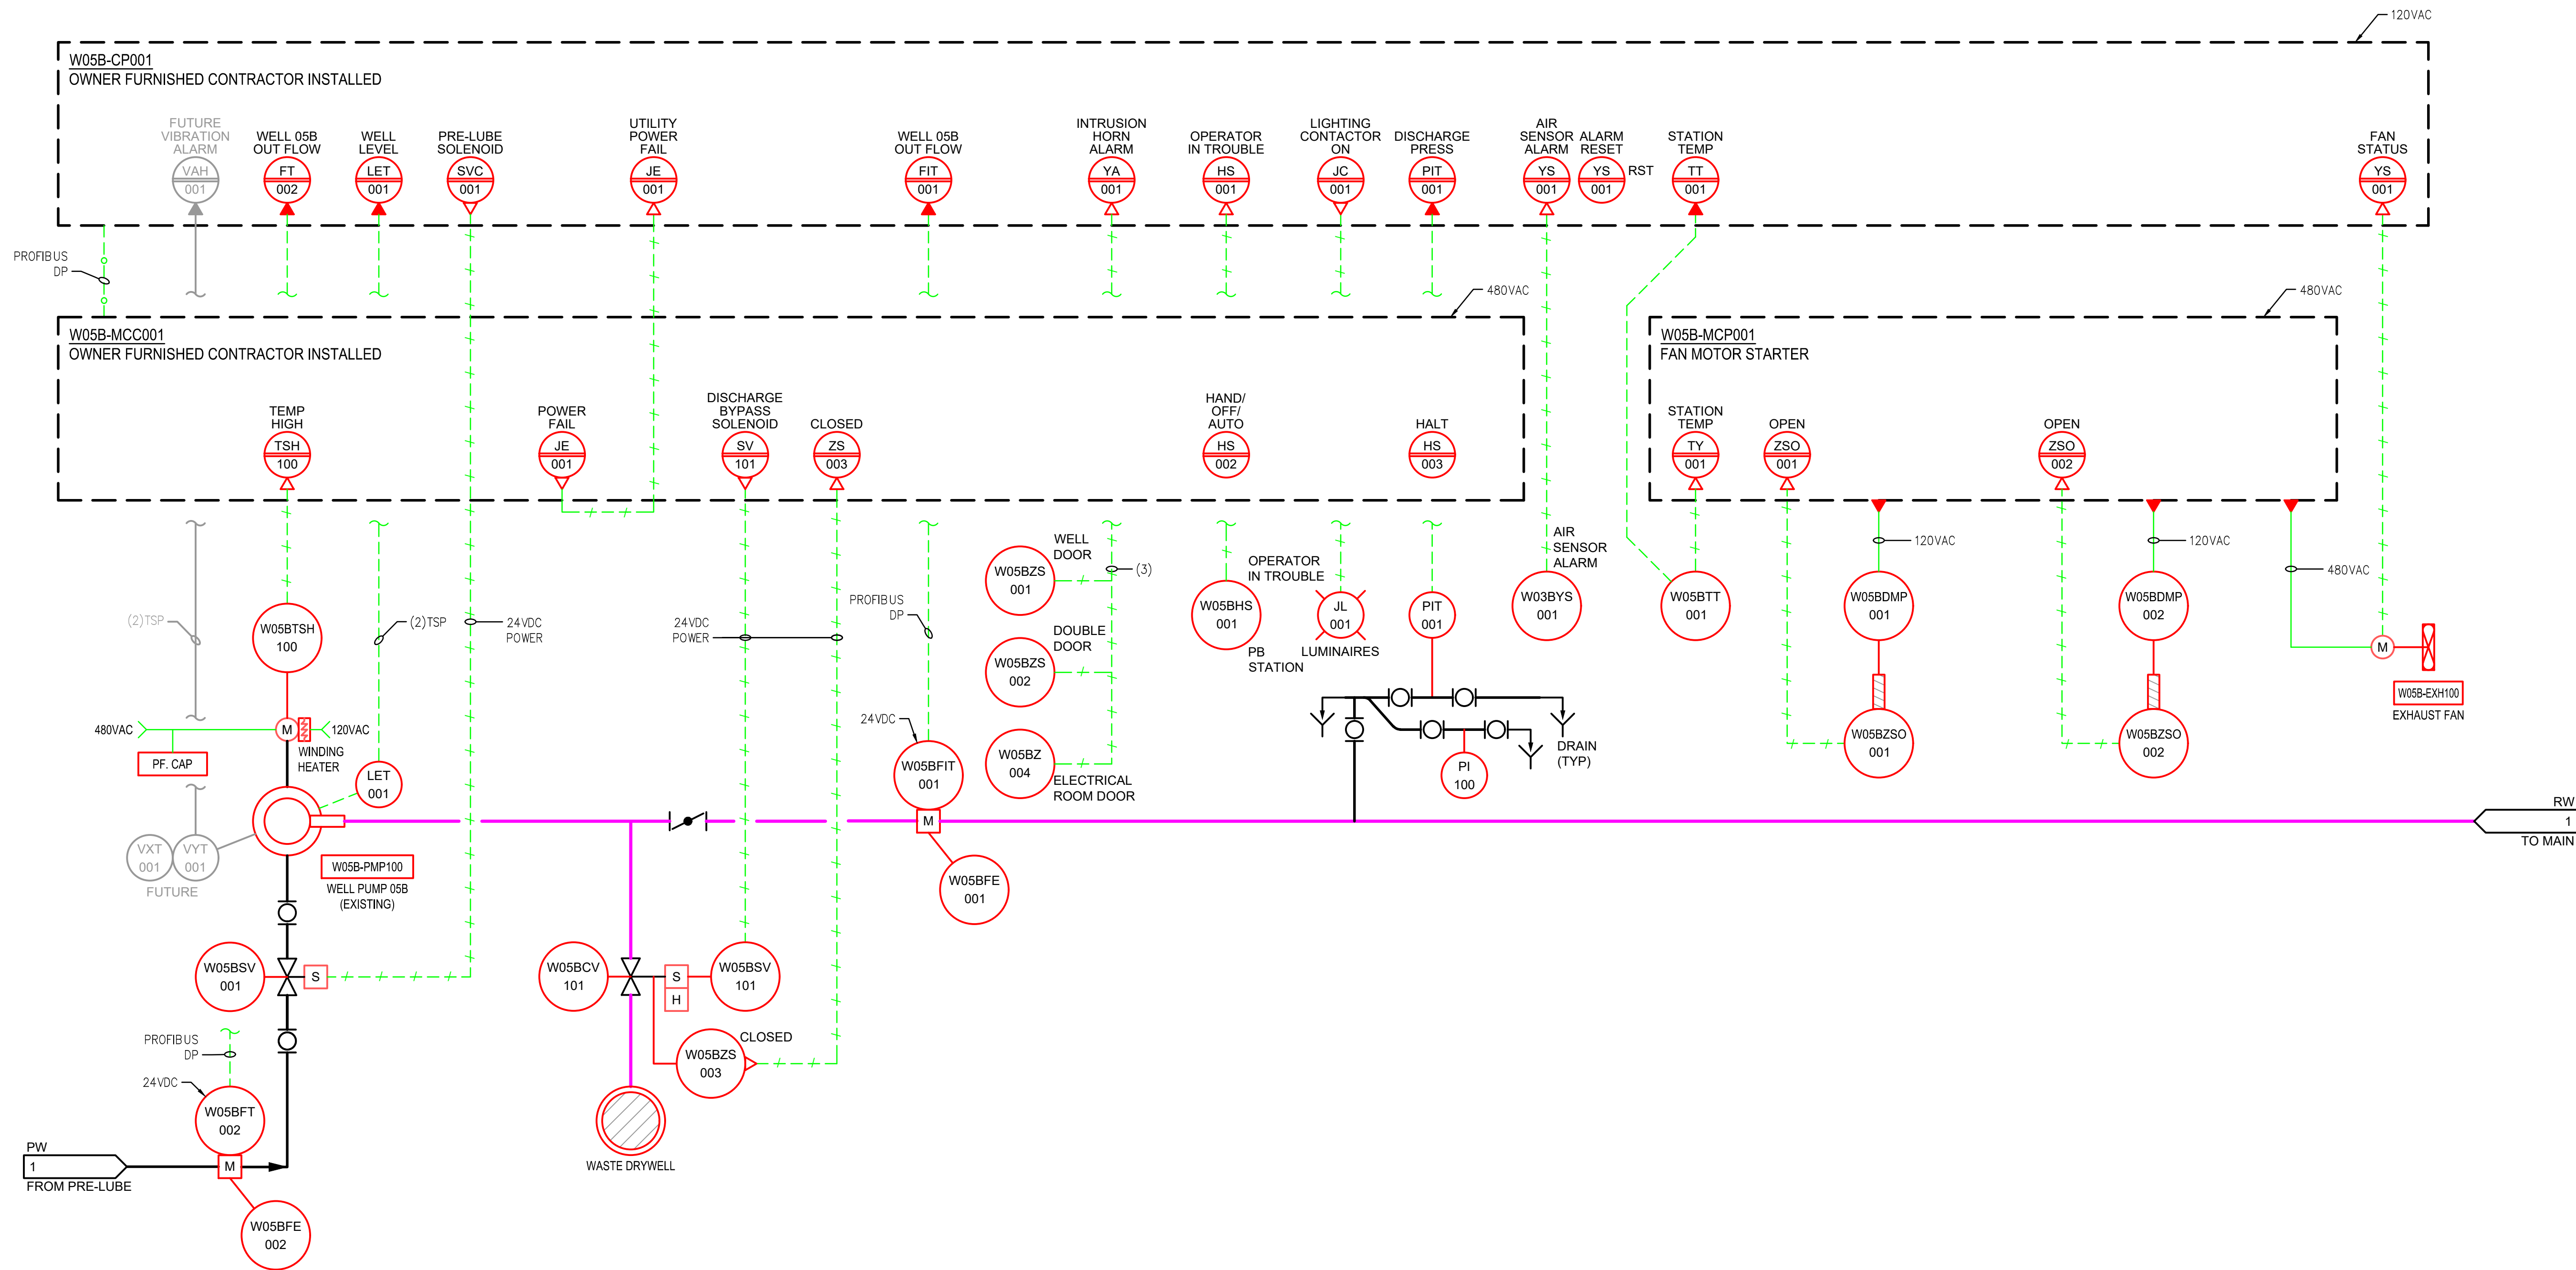 120VAC
W05B-CP001
OWNER FURNISHED CONTRACTOR INSTALLED
FUTURE
VIBRATION
ALARM
VAH
001
WELL 05B
OUT FLOW
FT
002
WELL
LEVEL
LET
001
PRE-LUBE
SOLENOID
SVC
001
UTILITY
POWER
FAIL
JE
001
WELL 05B
OUT FLOW
FIT
001
INTRUSION
HORN
ALARM
YA
001
OPERATOR
IN TROUBLE
HS
001
LIGHTING
CONTACTOR
ON
JC
001
DISCHARGE
PRESS
PIT
001
AIR
SENSOR
ALARM
YS
001
ALARM
RESET
YS
001
RST
STATION
TEMP
TT
001
FAN
STATUS
YS
001
PROFIBUS
DP
480VAC
480VAC
W05B-MCC001
OWNER FURNISHED CONTRACTOR INSTALLED
TEMP
HIGH
TSH
100
POWER
FAIL
JE
001
DISCHARGE
BYPASS
SOLENOID
SV
101
CLOSED
ZS
003
HAND/
OFF/
AUTO
HS
002
HALT
HS
003
W05B-MCP001
FAN MOTOR STARTER
STATION
TEMP
TY
001
OPEN
ZSO
001
OPEN
ZSO
002
(2)TSP
W05BTSH
100
(2)TSP
24VDC
POWER
24VDC
POWER
PROFIBUS
DP
WELL
DOOR
W05BZS
001
(3)
DOUBLE
DOOR
W05BZS
002
W05BZ
004
ELECTRICAL
ROOM DOOR
OPERATOR
IN TROUBLE
W05BHS
001
PB
STATION
JL
001
LUMINAIRES
PIT
001
AIR
SENSOR
ALARM
W03BYS
001
W05BTT
001
120VAC
W05BDMP
001
120VAC
W05BDMP
002
480VAC
M
W05B-EXH100
EXHAUST FAN
480VAC
M
120VAC
WINDING
HEATER
PF. CAP
LET
001
24VDC
W05BFIT
001
M
W05BFE
001
PI
100
DRAIN
(TYP)
W05BZSO
001
W05BZSO
002
VXT
001
VYT
001
FUTURE
W05B-PMP100
WELL PUMP 05B
(EXISTING)
RW
1
TO MAIN
W05BSV
001
S
W05BCV
101
S
H
W05BSV
101
CLOSED
W05BZS
003
WASTE DRYWELL
PROFIBUS
DP
24VDC
W05BFT
002
PW
1
FROM PRE-LUBE
M
W05BFE
002